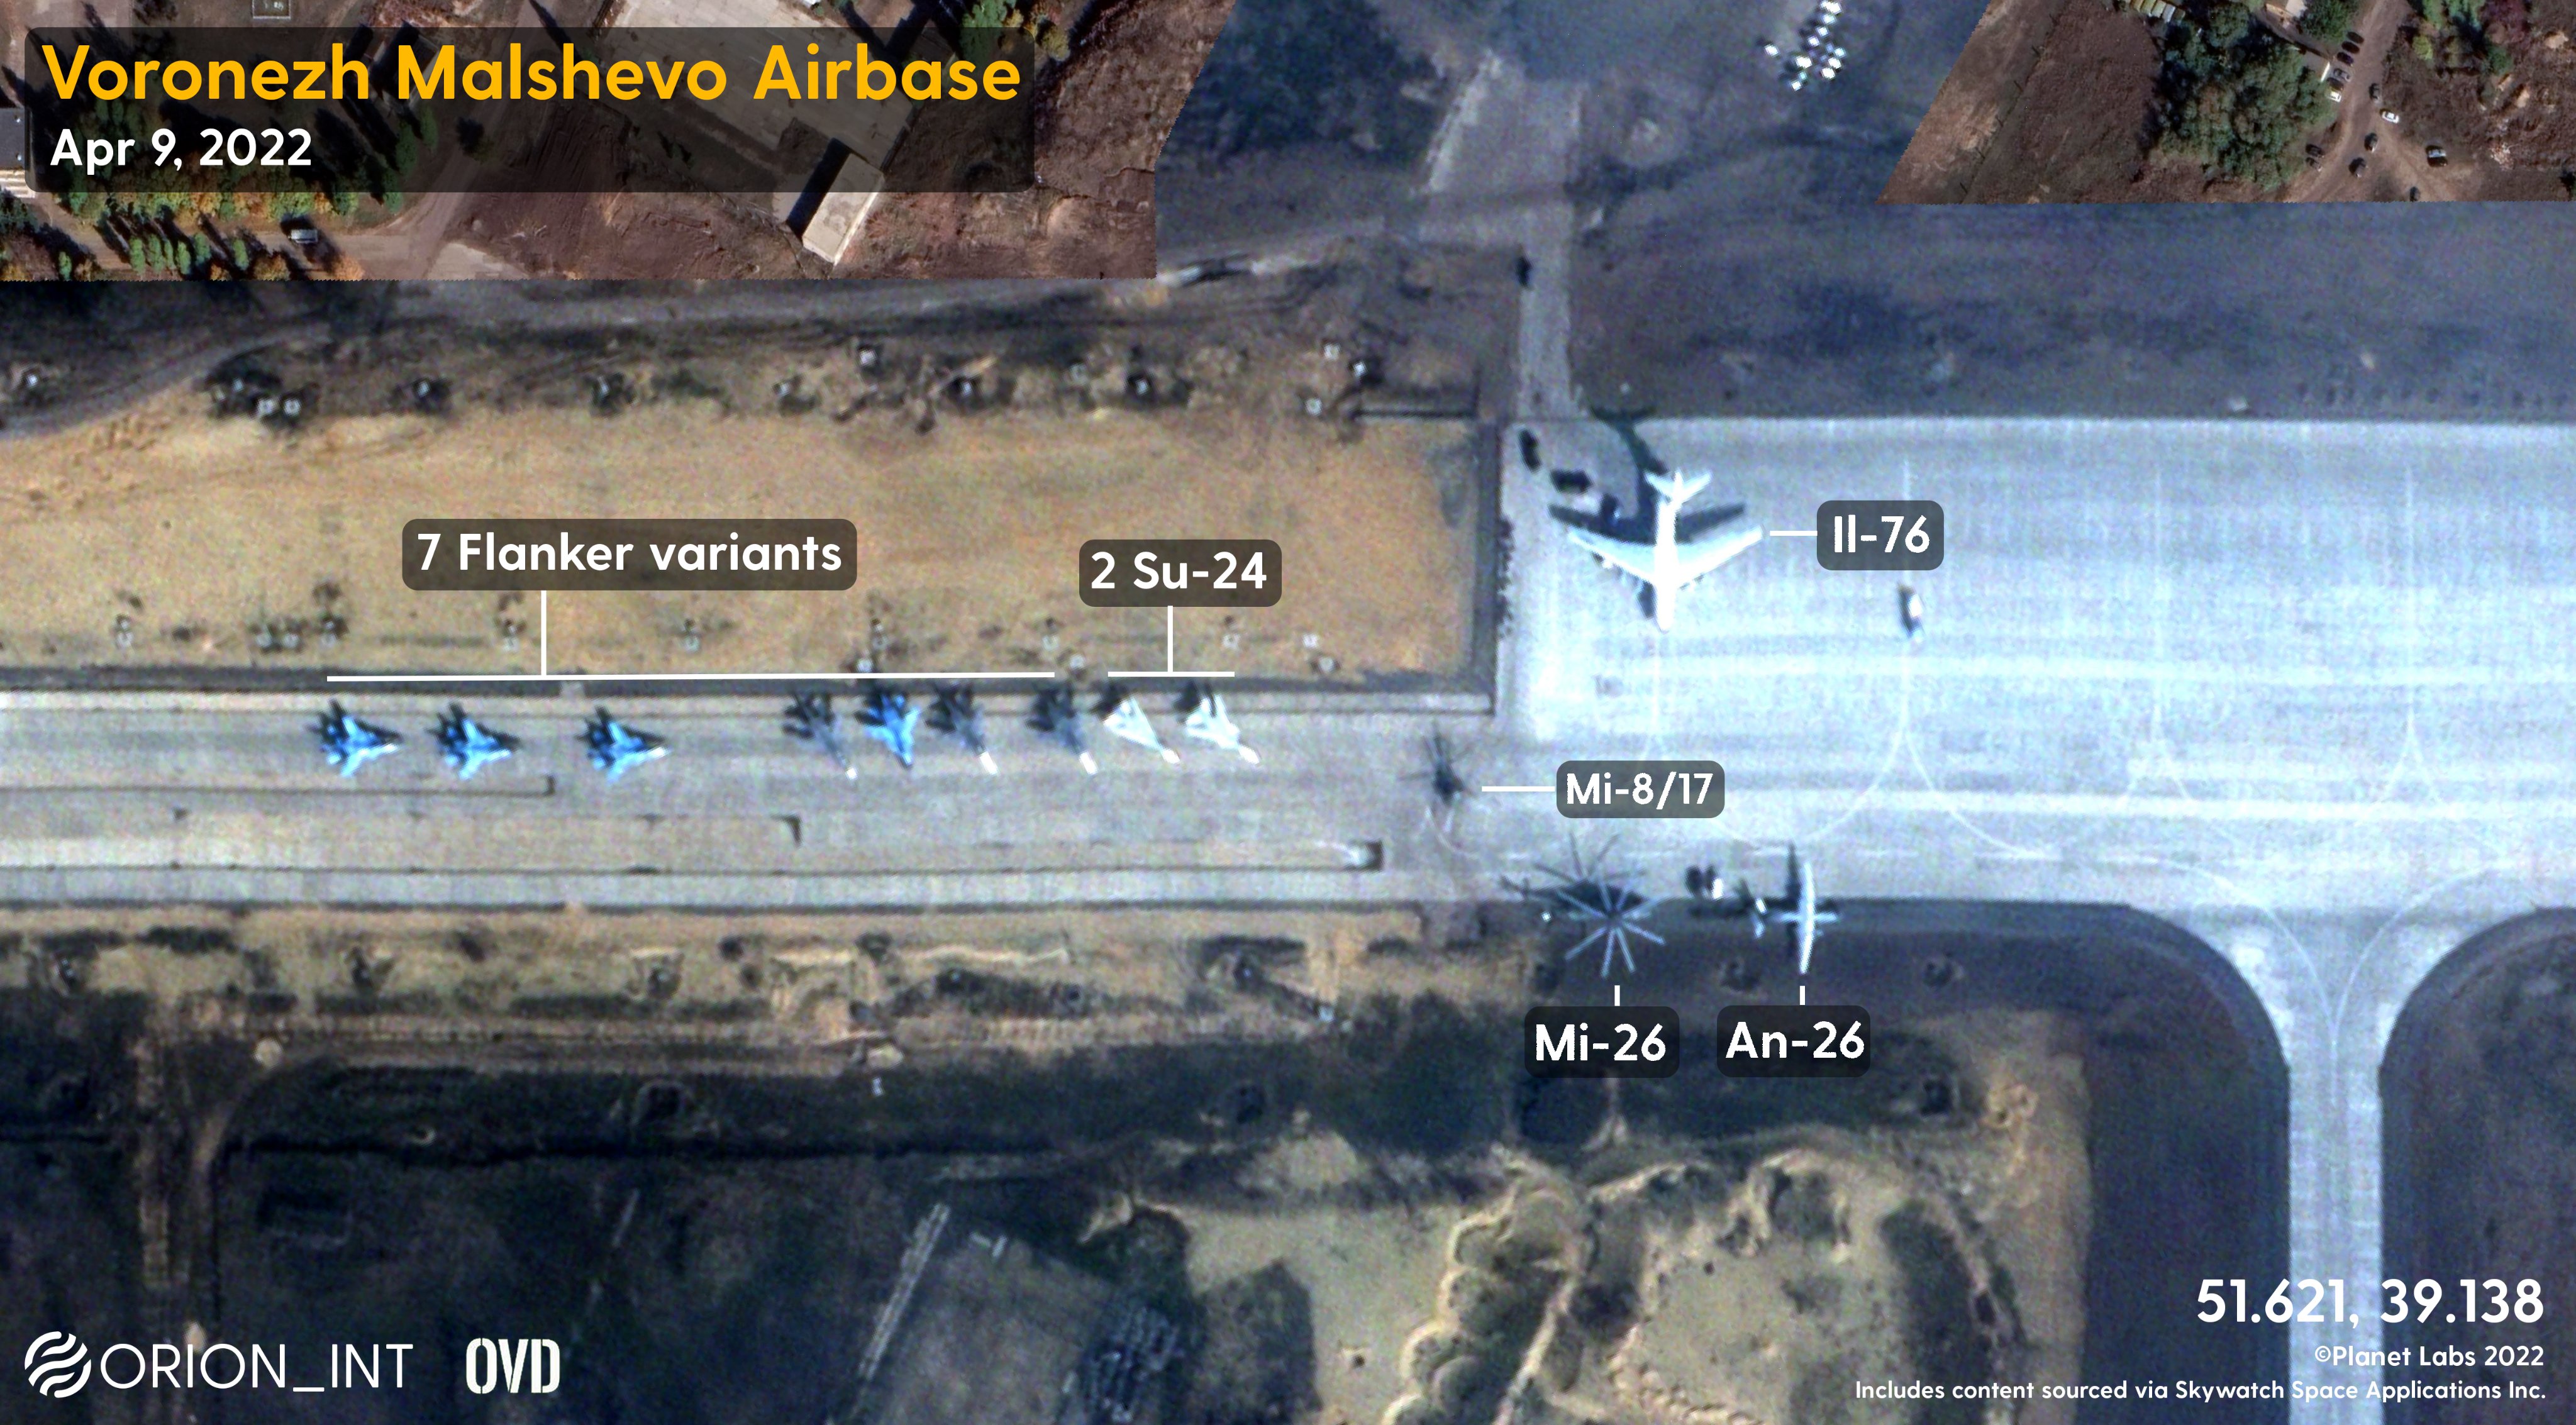 Voronezh Malshevo Airbase
Apr 9, 2022
7 Flanker variants
2 Su-24
Il-76
Mi-8/17
Mi-26
An-26
51.621, 39.138
©Planet Labs 2022
Includes content sourced via Skywatch Space Applications Inc.
ORION_INT OVD